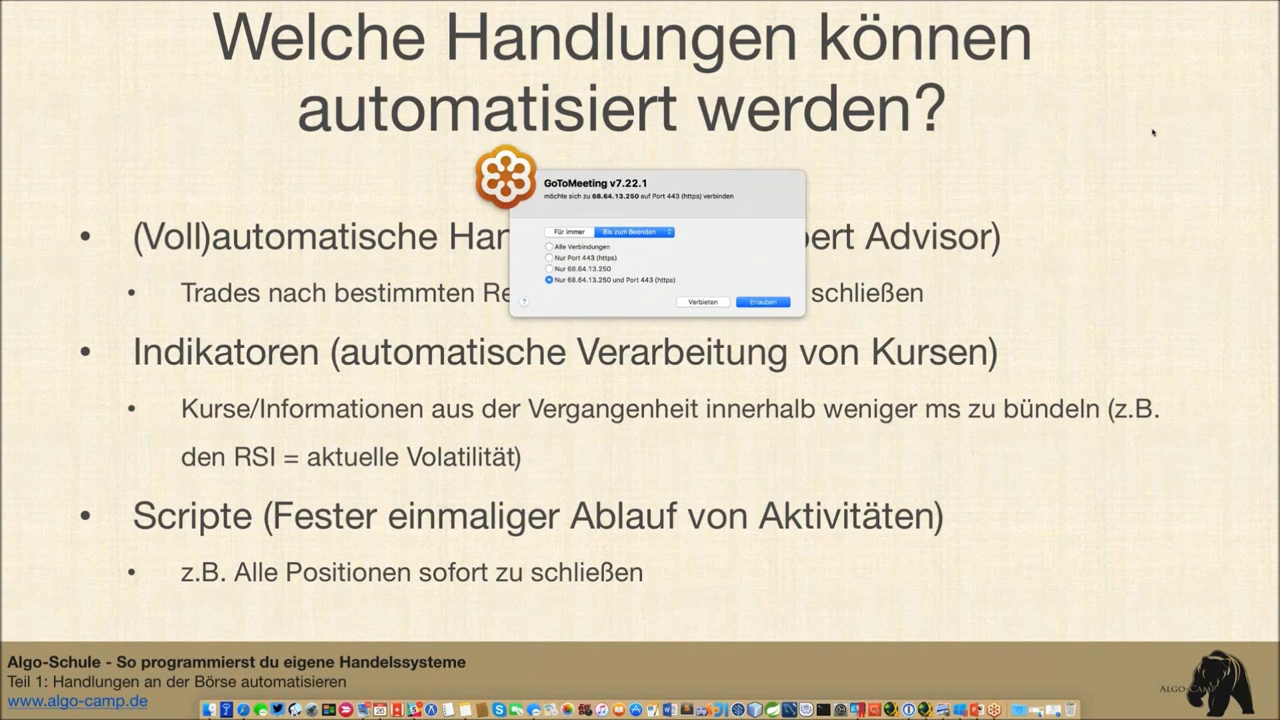 Welche Handlungen können
automatisiert werden?
GoToMeeting v7.22.1
möchte sich zu 68.64.13.250 auf Port 443 (https) verbinden
Für immer Bis zum Beenden
Alle Verbindungen
Nur Port 443 (https)
Nur 68.64.13.250
Nur 68.64.13.250 und Port 443 (https)
? Verbieten Erlauben
• (Voll)automatische Han pert Advisor)
• Trades nach bestimmten Re schließen
• Indikatoren (automatische Verarbeitung von Kursen)
• Kurse/Informationen aus der Vergangenheit innerhalb weniger ms zu bündeln (z.B.
den RSI = aktuelle Volatilität)
• Scripte (Fester einmaliger Ablauf von Aktivitäten)
• z.B. Alle Positionen sofort zu schließen
Algo-Schule - So programmierst du eigene Handelssysteme
Teil 1: Handlungen an der Börse automatisieren
www.algo-camp.de
Algo-Camp